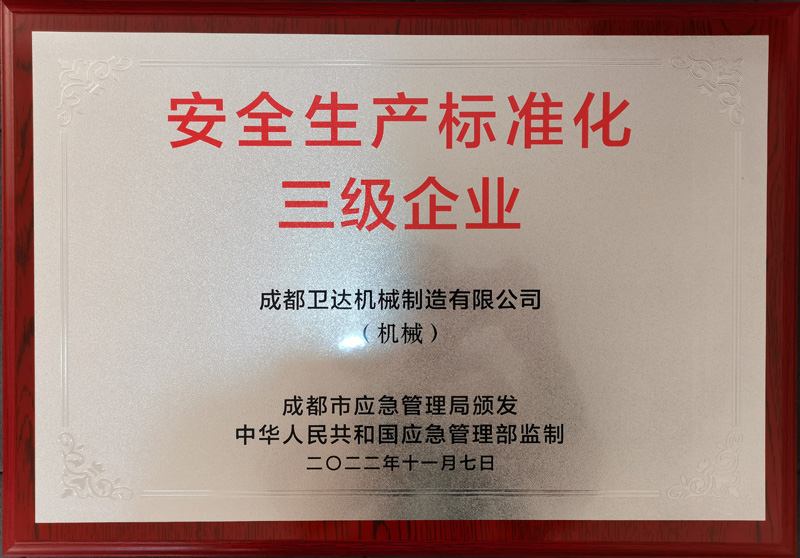 安全生产标准化
三级企业
成都卫达机械制造有限公司
（机械）
成都市应急管理局颁发
中华人民共和国应急管理部监制
二〇二二年十一月七日